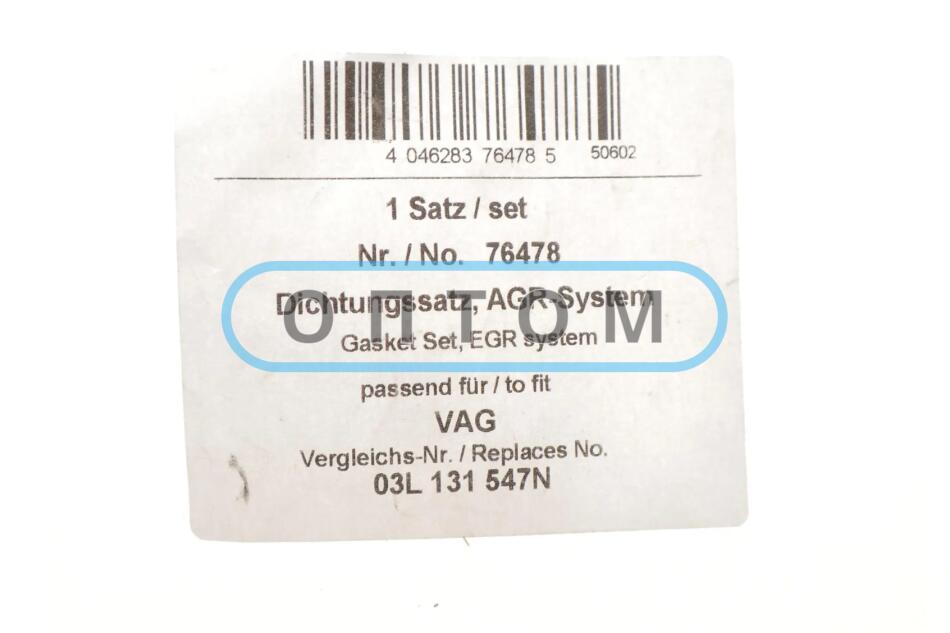 4 046283 76478 5 50602
1 Satz / set
Nr. / No. 76478
Dichtungssatz, AGR-System
ОПТОМ
Gasket Set, EGR system
passend für / to fit
VAG
Vergleichs-Nr. / Replaces No.
03L 131 547N